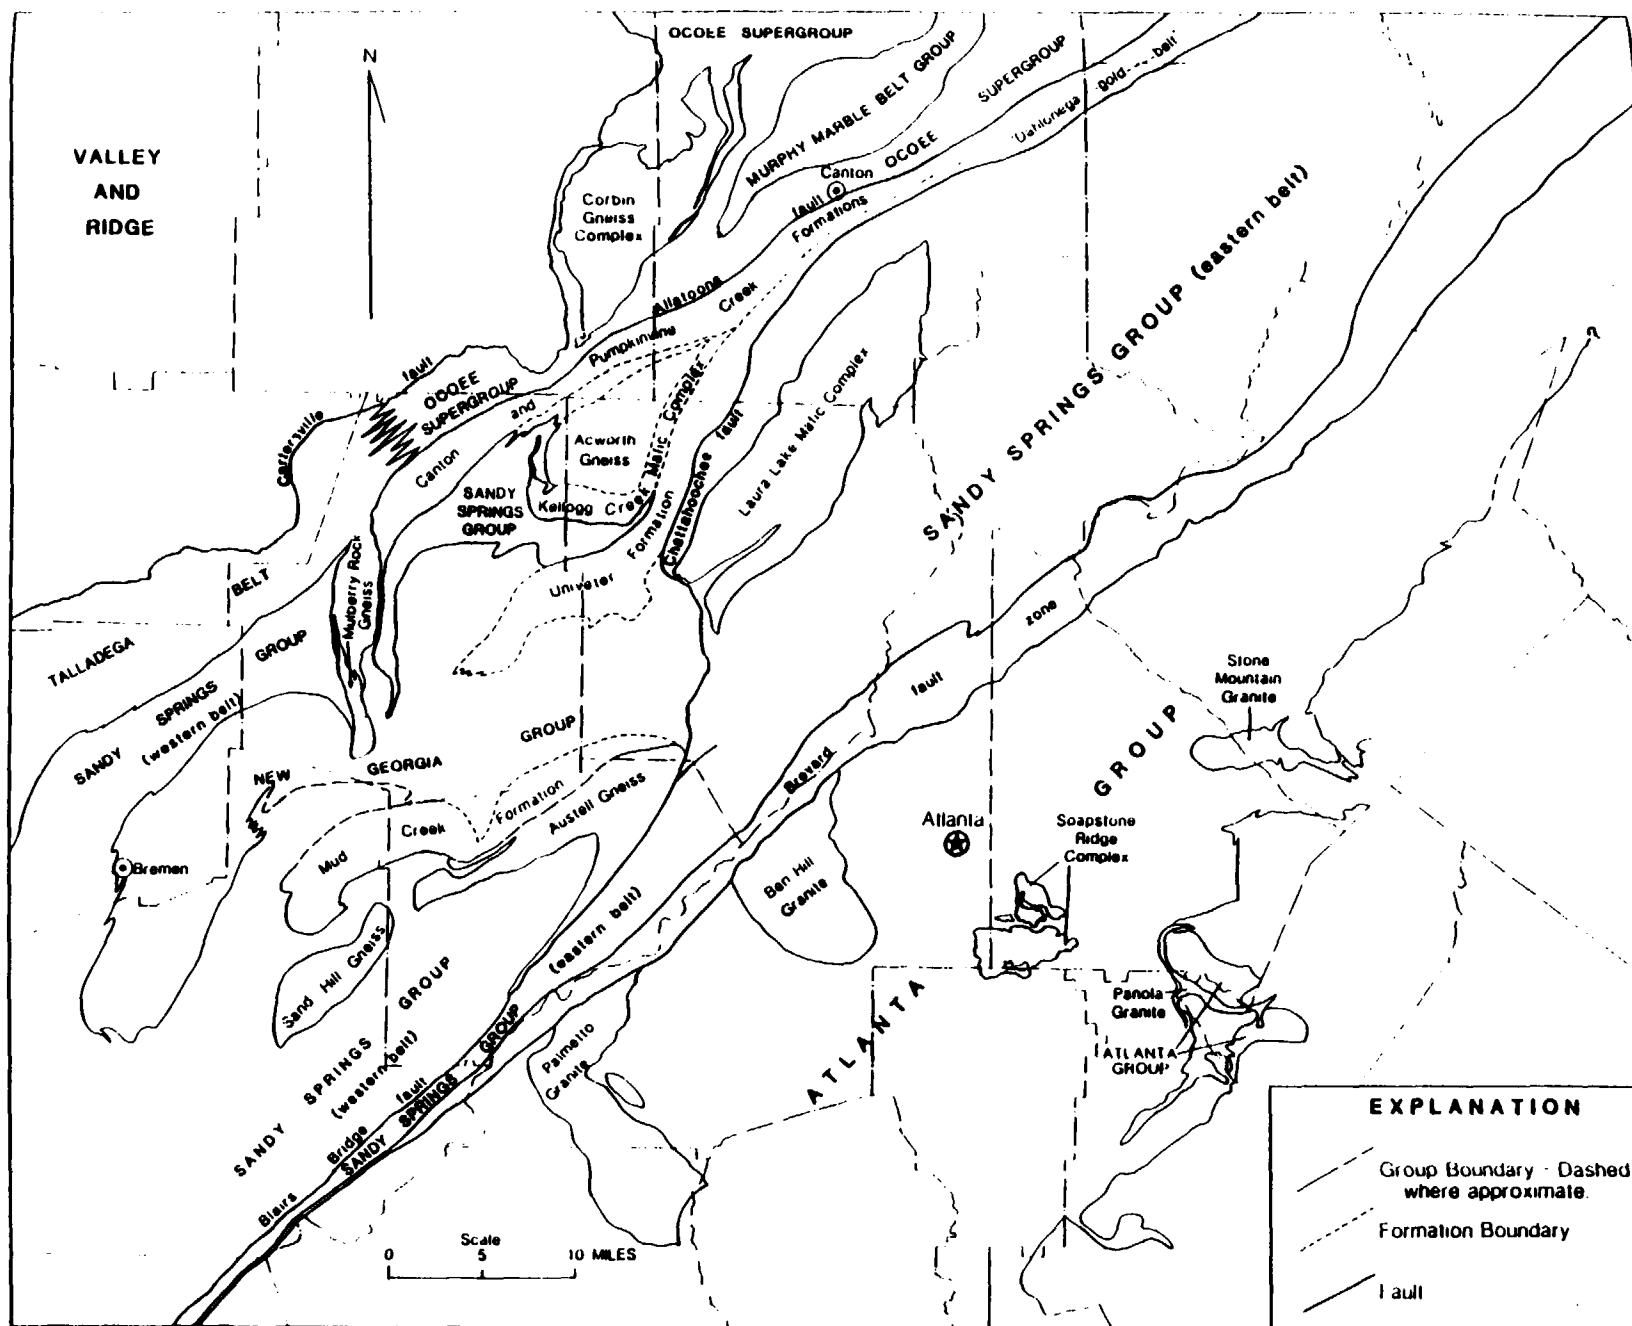 OCOEE SUPERGROUP
N
MURPHY MARBLE BELT GROUP
SUPERGROUP
OCOEE
Dahlonega gold belt
VALLEY
AND
RIDGE
Canton
fault
Formations
Corbin
Gneiss
Complex
SANDY SPRINGS GROUP (eastern belt)
Allatoona
Creek
Pumpkinvine
fault
OCOEE
SUPERGROUP
and
Canton
Cartersville
Acworth
Gneiss
Kellogg Creek Mafic Complex
Laura Lake Mafic Complex
Chattahoochee fault
SANDY
SPRINGS
GROUP
Formation
Univeter
?
Mulberry Rock
Gneiss
TALLADEGA BELT
SANDY SPRINGS GROUP
(western belt)
zone
fault
Brevard
Stone
Mountain
Granite
NEW GEORGIA GROUP
Mud Creek Formation
Austell Gneiss
Bremen
Ben Hill
Granite
Atlanta
Soapstone
Ridge
Complex
ATLANTA GROUP
Sand Hill Gneiss
(eastern belt)
SANDY SPRINGS GROUP
(western belt)
SANDY SPRINGS GROUP
Blairs Bridge fault
Palmetto
Granite
Panola
Granite
ATLANTA
GROUP
Scale
0 5 10 MILES
EXPLANATION
Group Boundary - Dashed
where approximate.
Formation Boundary
Fault